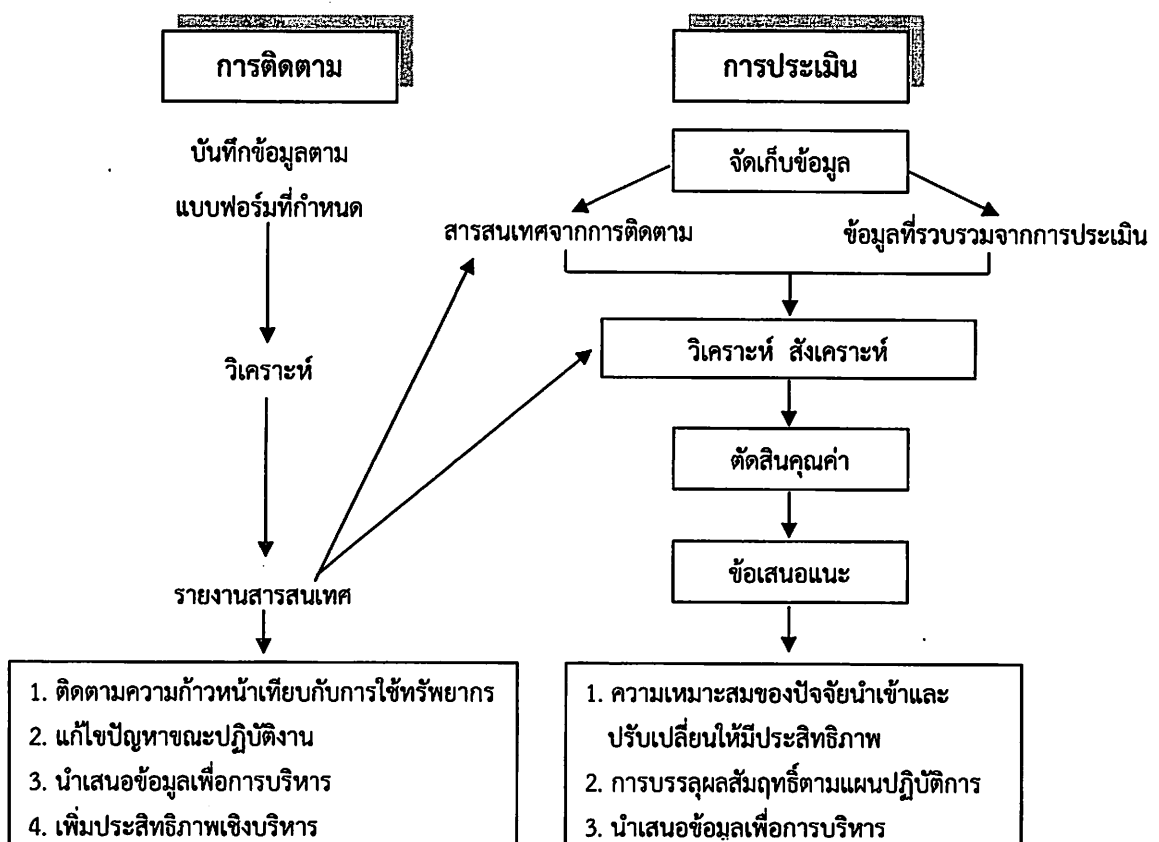 การติดตาม
บันทึกข้อมูลตาม
แบบฟอร์มที่กำหนด
วิเคราะห์
รายงานสารสนเทศ
1. ติดตามความก้าวหน้าเทียบกับการใช้ทรัพยากร
2. แก้ไขปัญหาขณะปฏิบัติงาน
3. นำเสนอข้อมูลเพื่อการบริหาร
4. เพิ่มประสิทธิภาพเชิงบริหาร
การประเมิน
จัดเก็บข้อมูล
สารสนเทศจากการติดตาม
ข้อมูลที่รวบรวมจากการประเมิน
วิเคราะห์ สังเคราะห์
ตัดสินคุณค่า
ข้อเสนอแนะ
1. ความเหมาะสมของปัจจัยนำเข้าและ
ปรับเปลี่ยนให้มีประสิทธิภาพ
2. การบรรลุผลสัมฤทธิ์ตามแผนปฏิบัติการ
3. นำเสนอข้อมูลเพื่อการบริหาร